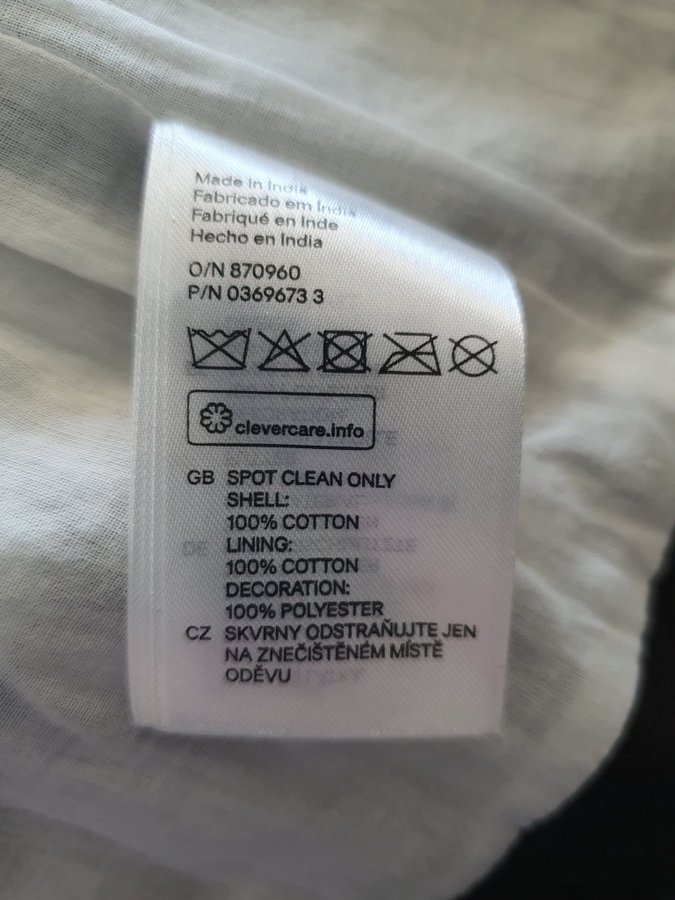 Made in India
Fabricado em India
Fabriqué en Inde
Hecho en India
O/N 870960
P/N 0369673 3
clevercare.info
GB SPOT CLEAN ONLY
SHELL:
100% COTTON
LINING:
100% COTTON
DECORATION:
100% POLYESTER
CZ SKVRNY ODSTRAŇUJTE JEN
NA ZNEČIŠTĚNÉM MÍSTĚ
ODĚVU